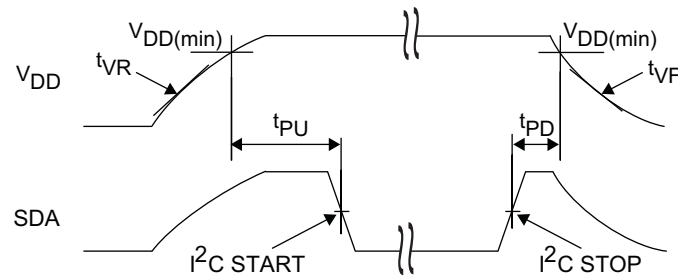 VDD(min)
VDD(min)
tVR
tVF
VDD
tPU
tPD
SDA
I2C START
I2C STOP